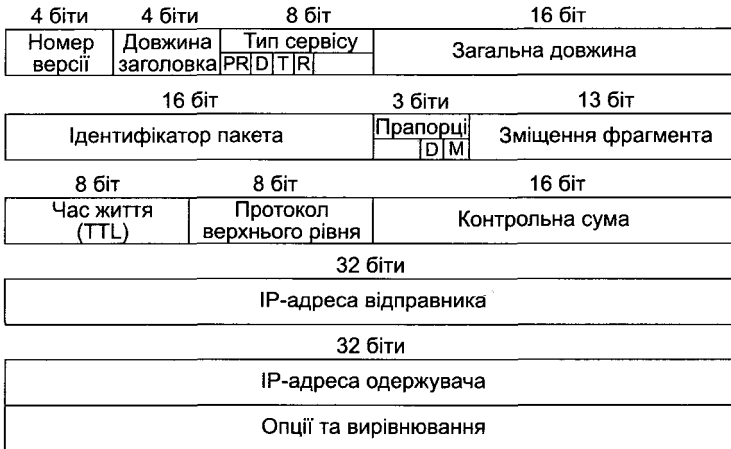 4 біти 4 біти 8 біт 16 біт
Номер версії Довжина заголовка Тип сервісу PR D T R Загальна довжина
16 біт 3 біти 13 біт
Ідентифікатор пакета Прапорці D M Зміщення фрагмента
8 біт 8 біт 16 біт
Час життя (TTL) Протокол верхнього рівня Контрольна сума
32 біти
IP-адреса відправника
32 біти
IP-адреса одержувача
Опції та вирівнювання